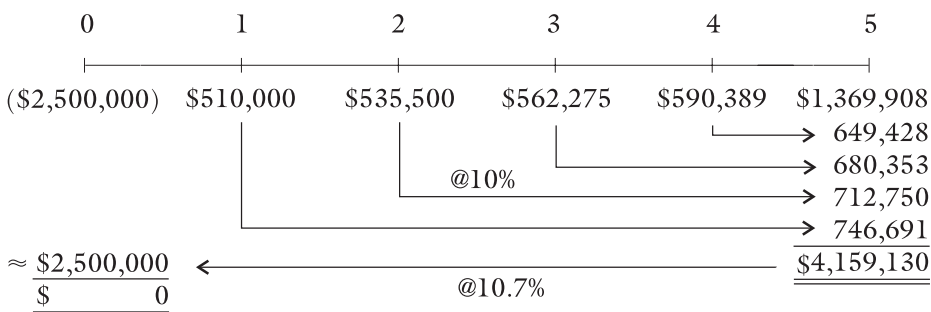 0 1 2 3 4 5
($2,500,000) $510,000 $535,500 $562,275 $590,389 $1,369,908
649,428
680,353
@10%
712,750
746,691
≈ $2,500,000 $4,159,130
@10.7%
$ 0